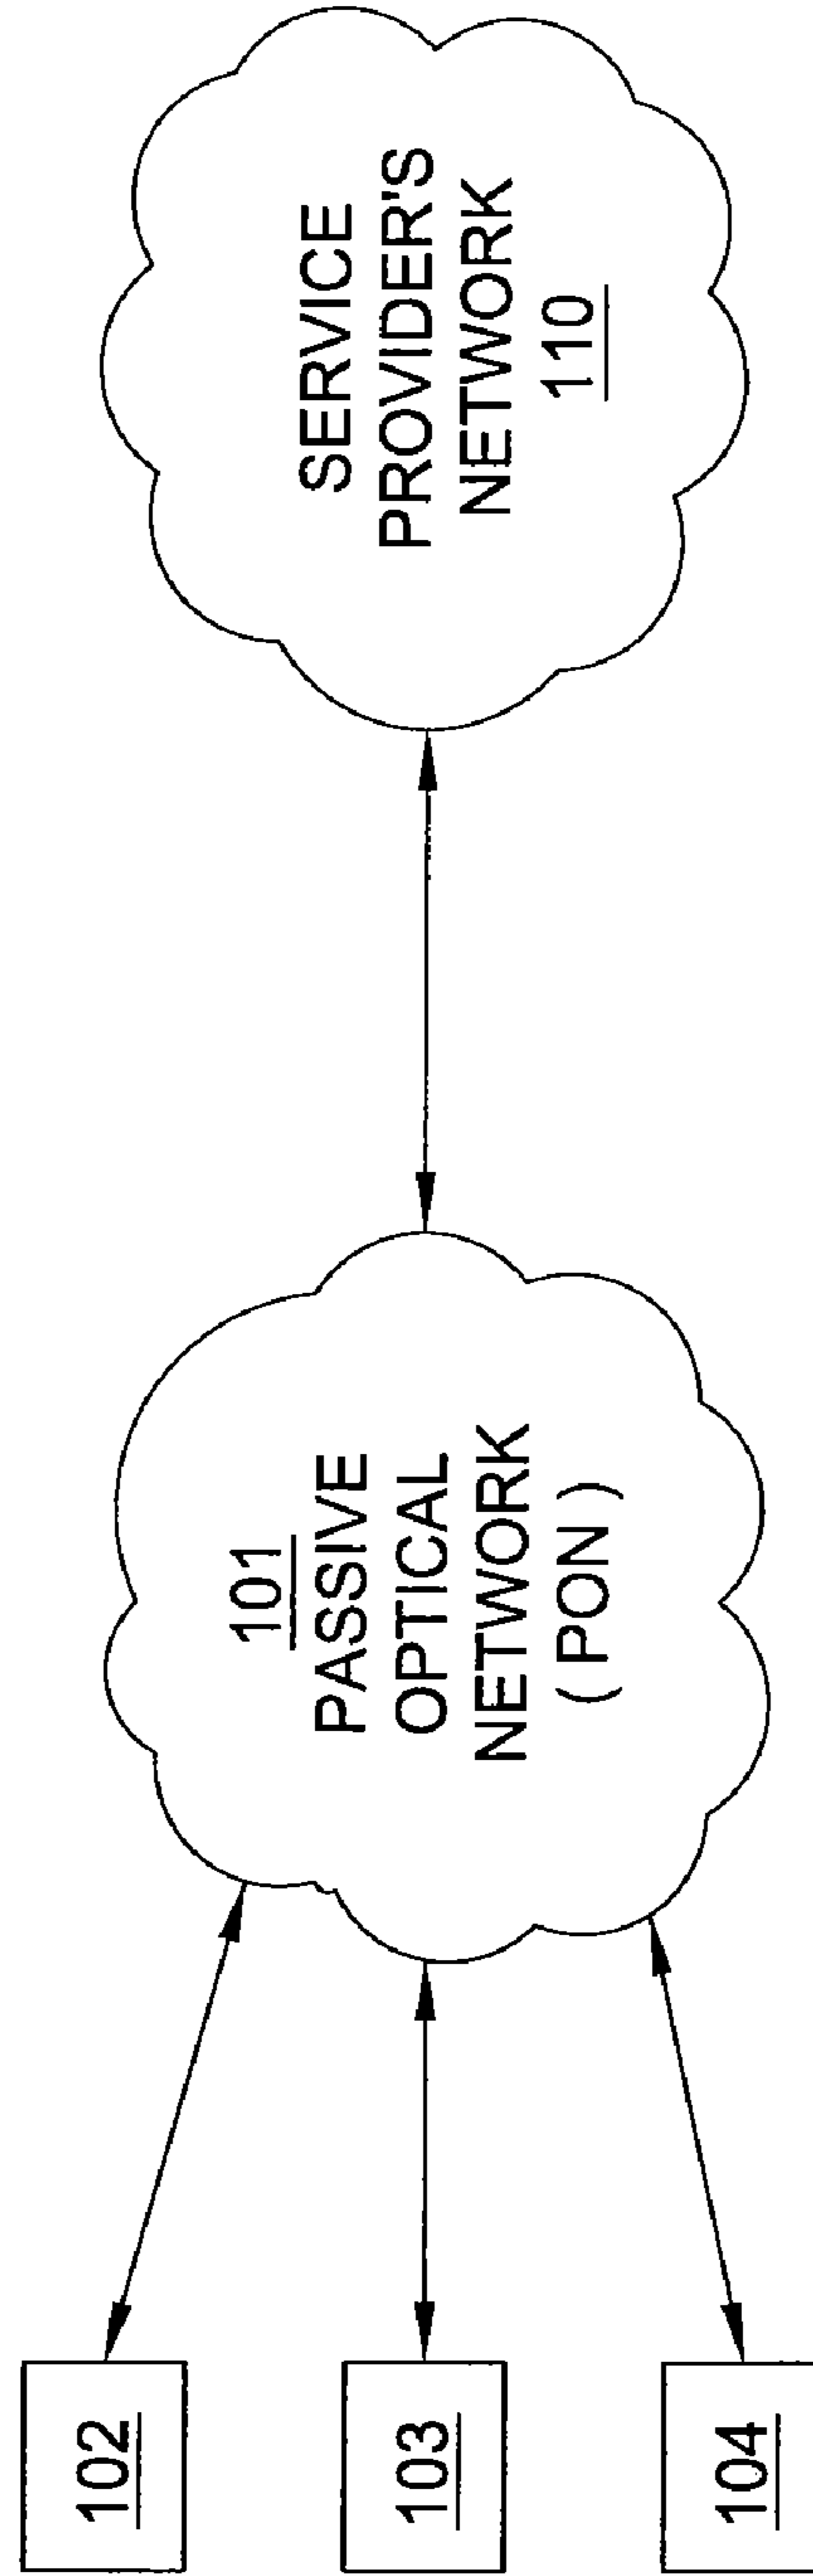 102
103
104
101
PASSIVE
OPTICAL
NETWORK
( PON )
SERVICE
PROVIDER'S
NETWORK
110